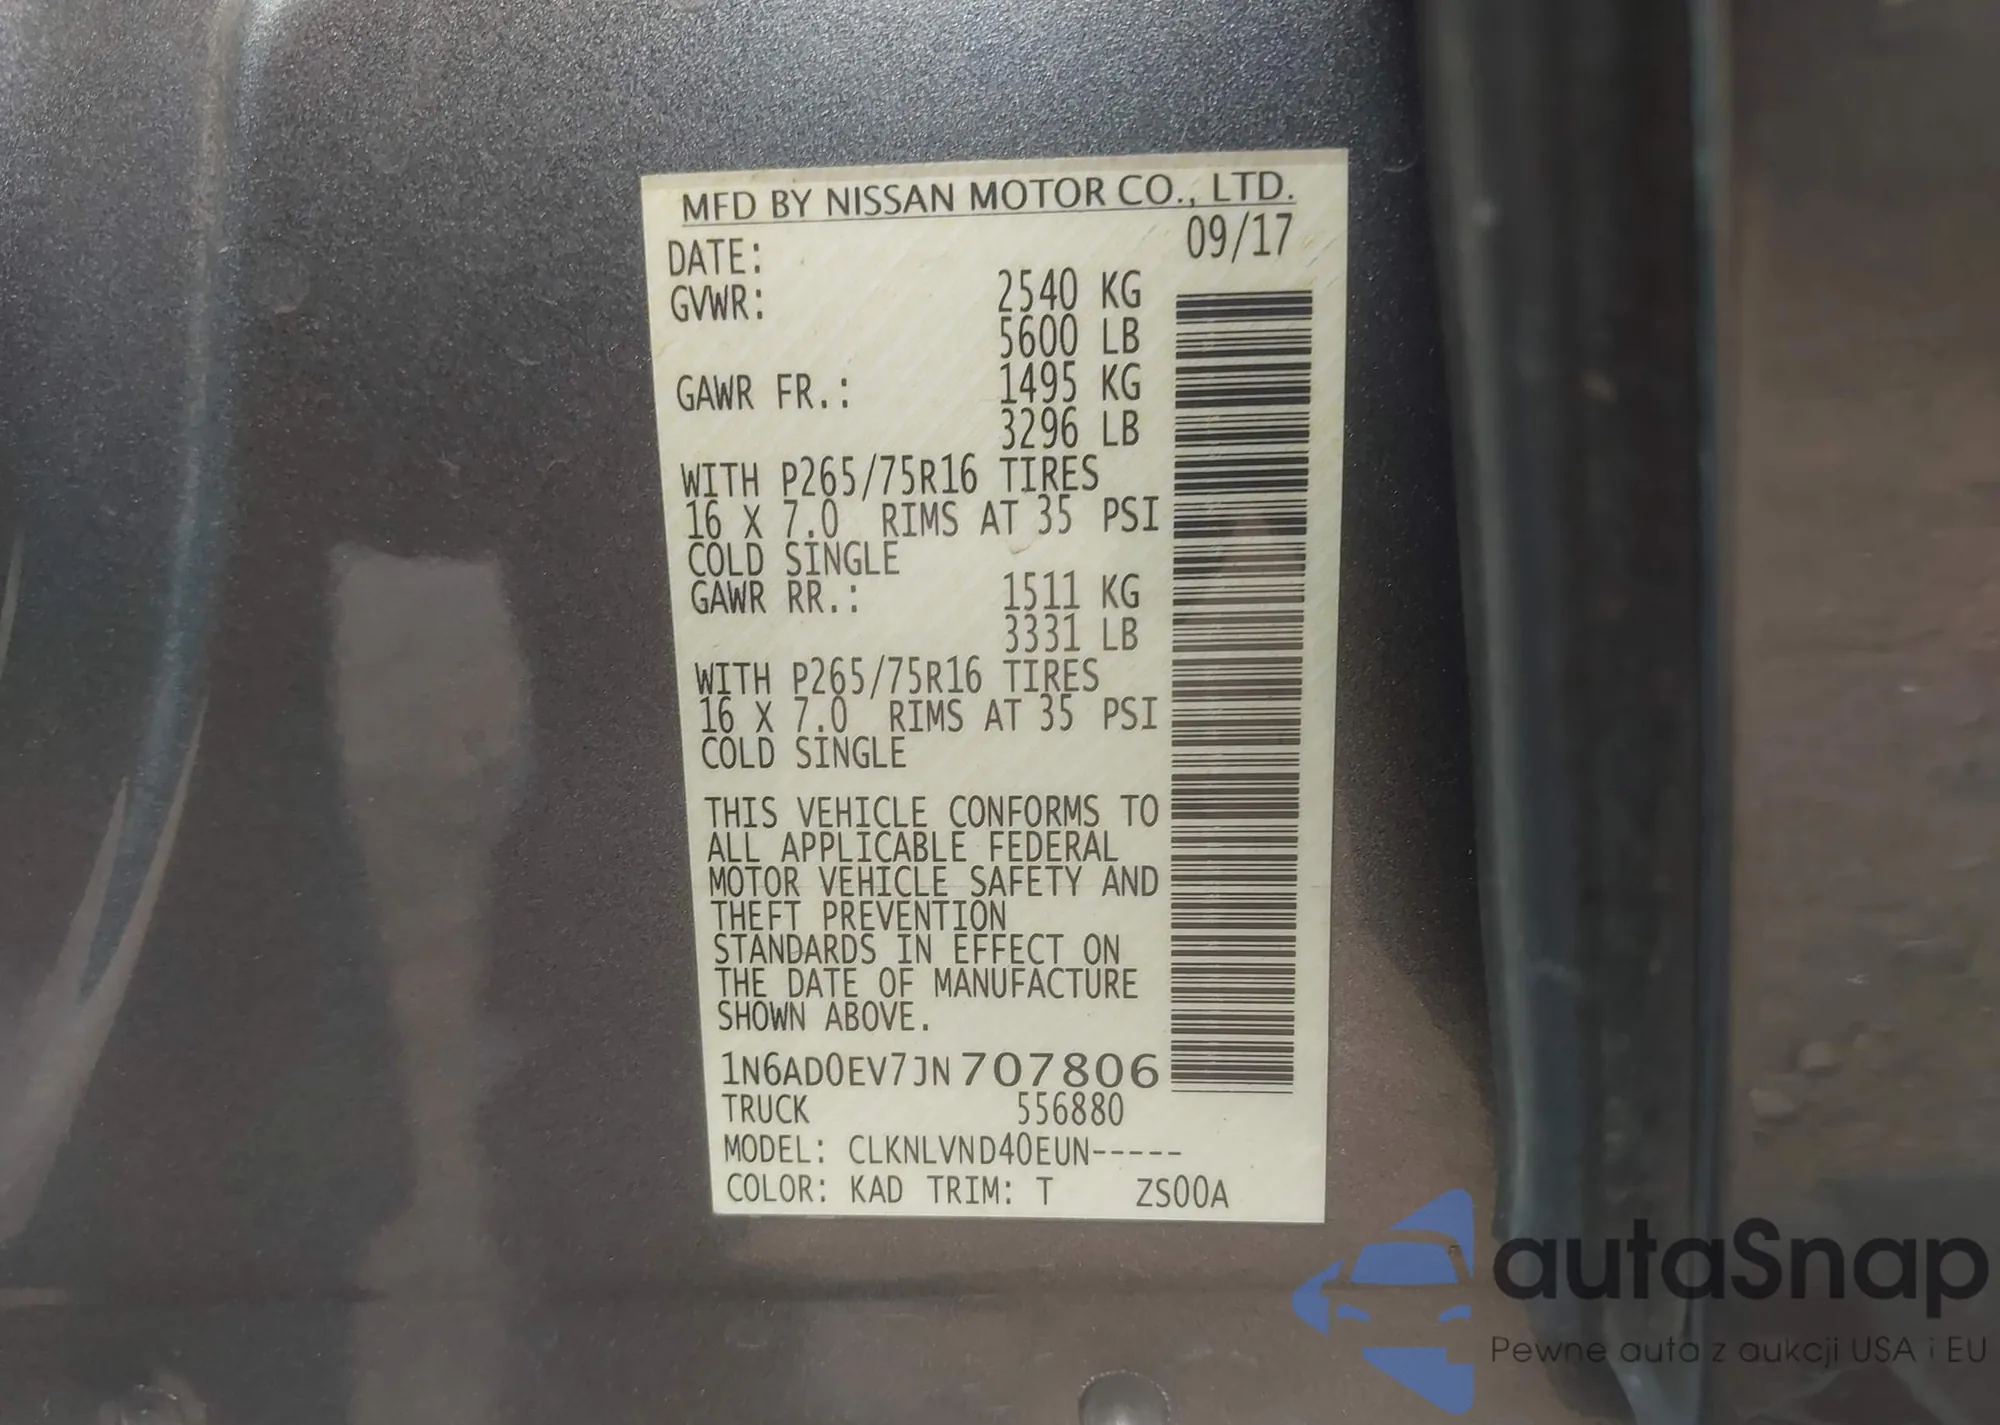 MFD BY NISSAN MOTOR CO., LTD.
DATE: 09/17
GVWR: 2540 KG
5600 LB
GAWR FR.: 1495 KG
3296 LB
WITH P265/75R16 TIRES
16 X 7.0 RIMS AT 35 PSI
COLD SINGLE
GAWR RR.: 1511 KG
3331 LB
WITH P265/75R16 TIRES
16 X 7.0 RIMS AT 35 PSI
COLD SINGLE
THIS VEHICLE CONFORMS TO
ALL APPLICABLE FEDERAL
MOTOR VEHICLE SAFETY AND
THEFT PREVENTION
STANDARDS IN EFFECT ON
THE DATE OF MANUFACTURE
SHOWN ABOVE.
1N6AD0EV7JN707806
TRUCK 556880
MODEL: CLKNLVND40EUN-----
COLOR: KAD TRIM: T ZS00A
autaSnap
Pewne auta z aukcji USA i EU